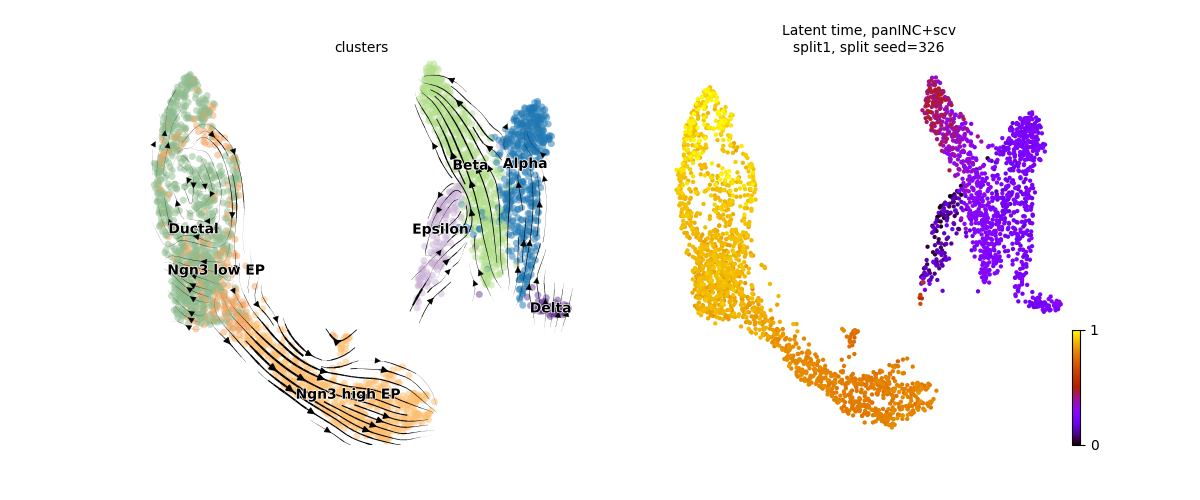 clusters
Beta
Alpha
Epsilon
Ductal
Ngn3 low EP
Delta
Ngn3 high EP
Latent time, panINC+scv
split1, split seed=326
1
0